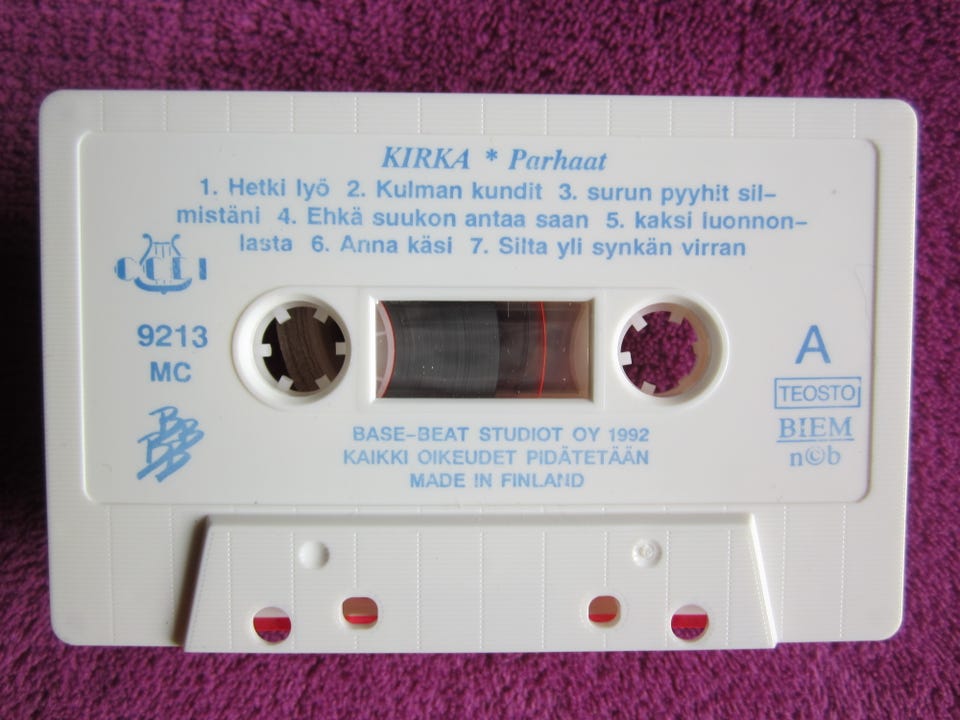 KIRKA * Parhaat
1. Hetki lyö 2. Kulman kundit 3. surun pyyhit sil-
mistäni 4. Ehkä suukon antaa saan 5. kaksi luonnon-
lasta 6. Anna käsi 7. Silta yli synkän virran
CCLI
9213
MC
A
TEOSTO
BIEM
n©b
BASE-BEAT STUDIOT OY 1992
KAIKKI OIKEUDET PIDÄTETÄÄN
MADE IN FINLAND